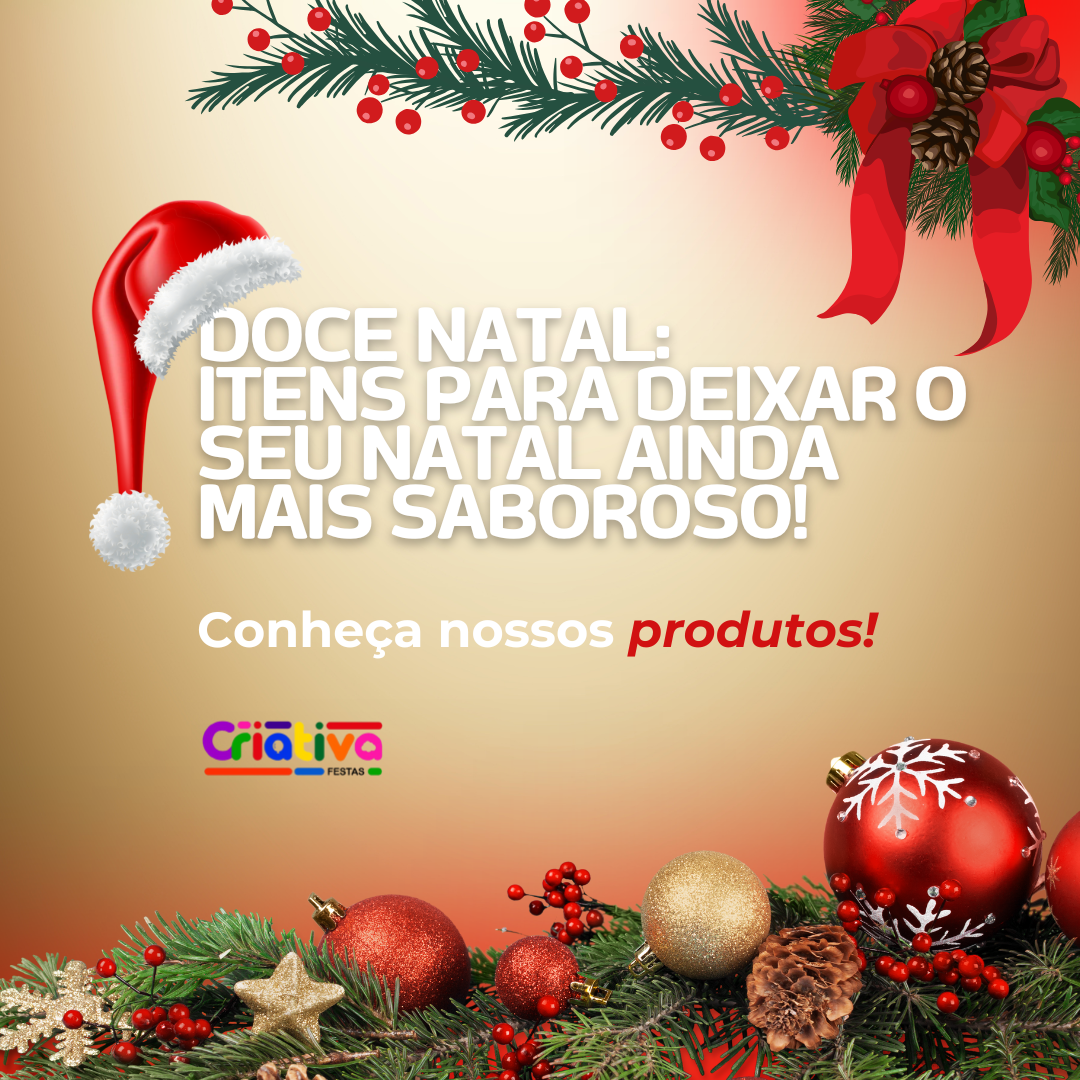 DOCE NATAL:
ITENS PARA DEIXAR O
SEU NATAL AINDA
MAIS SABOROSO!
Conheça nossos produtos!
Criativa
FESTAS